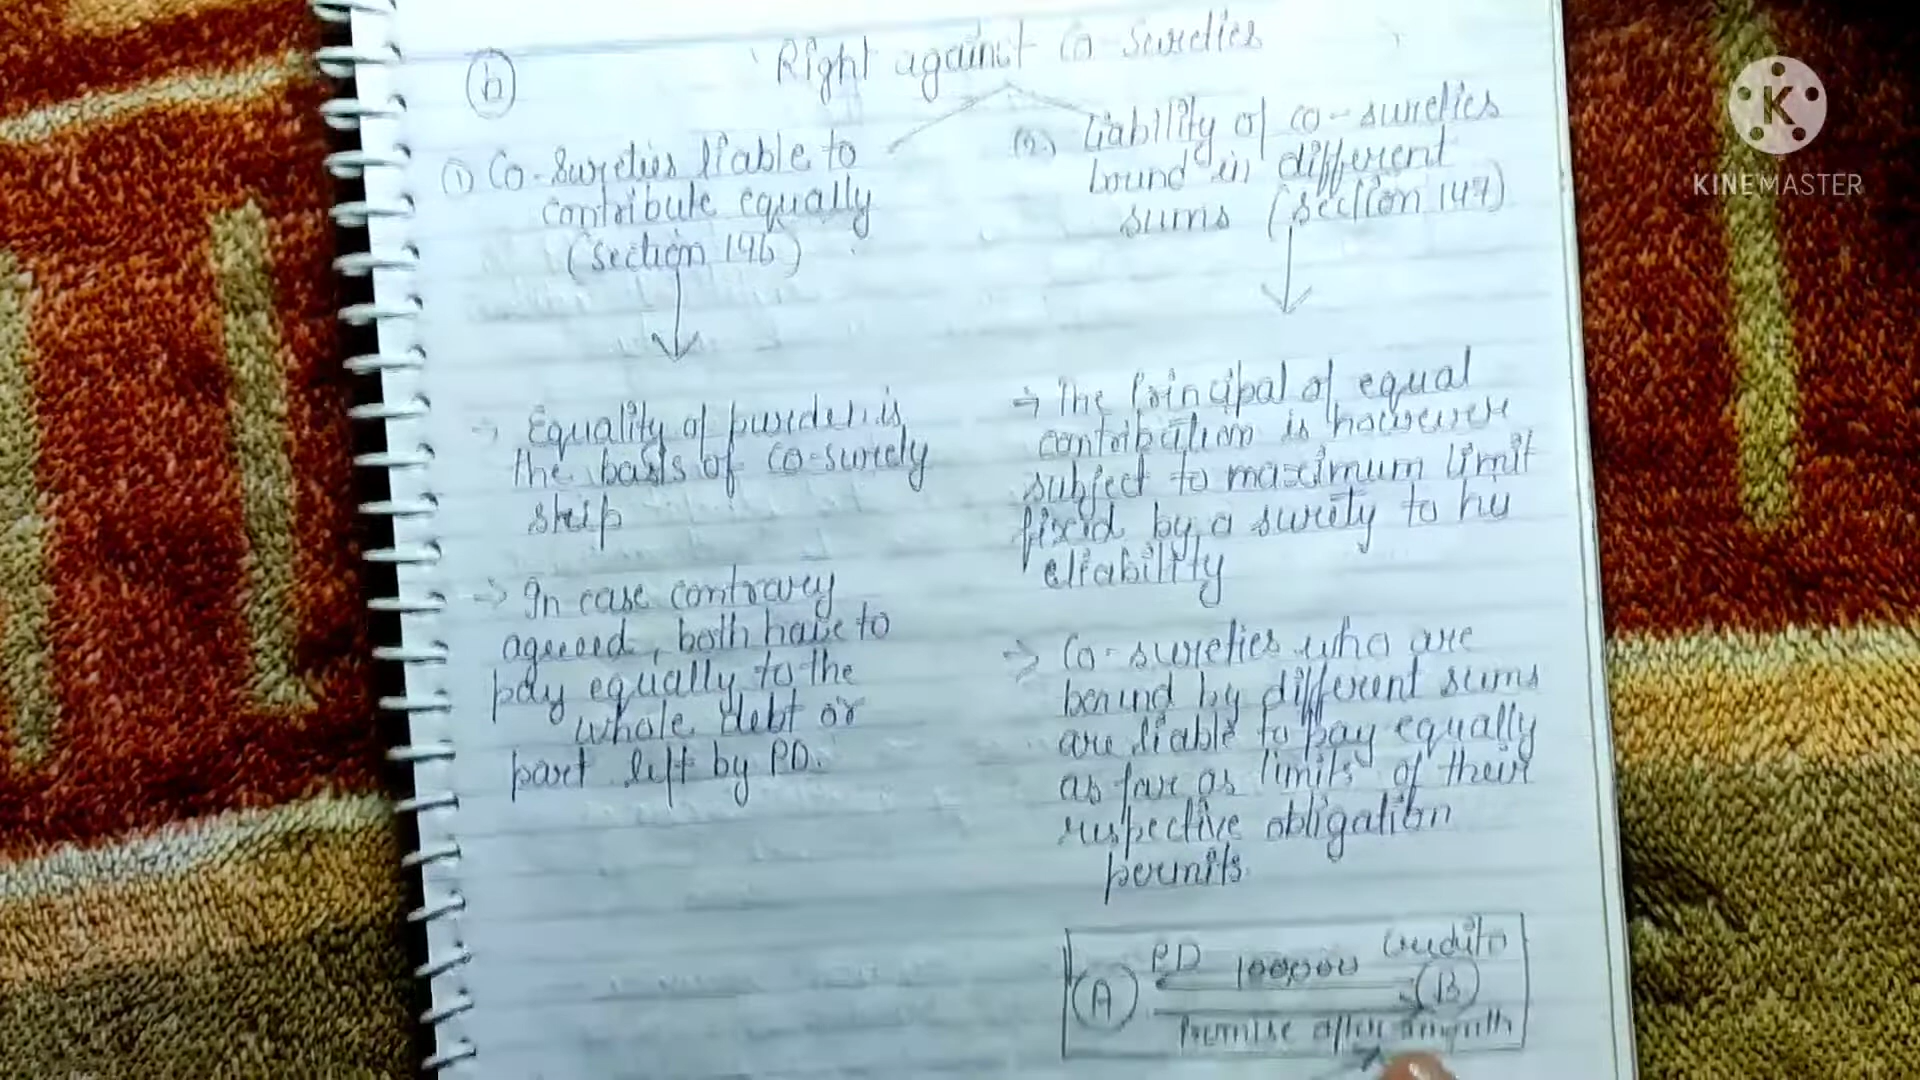 h
Right against Co-Sureties
(1) Co-Sureties liable to
contribute equally
(section 146)
(2) Liability of co-sureties
bound in different
sums (section 147)
→ Equality of burden is
the basis of co-surety
ship
→ In case contrary
agreed, both have to
pay equally to the
whole debt or
part left by PD.
→ The Principal of equal
contribution is however
subject to maximum limit
fixed by a surety to his
eliability
→ Co-sureties who are
bound by different sums
are liable to pay equally
as far as limits of their
respective obligation
permits
PD 100000 Creditor
A B
Promise after month
K
KINEMASTER